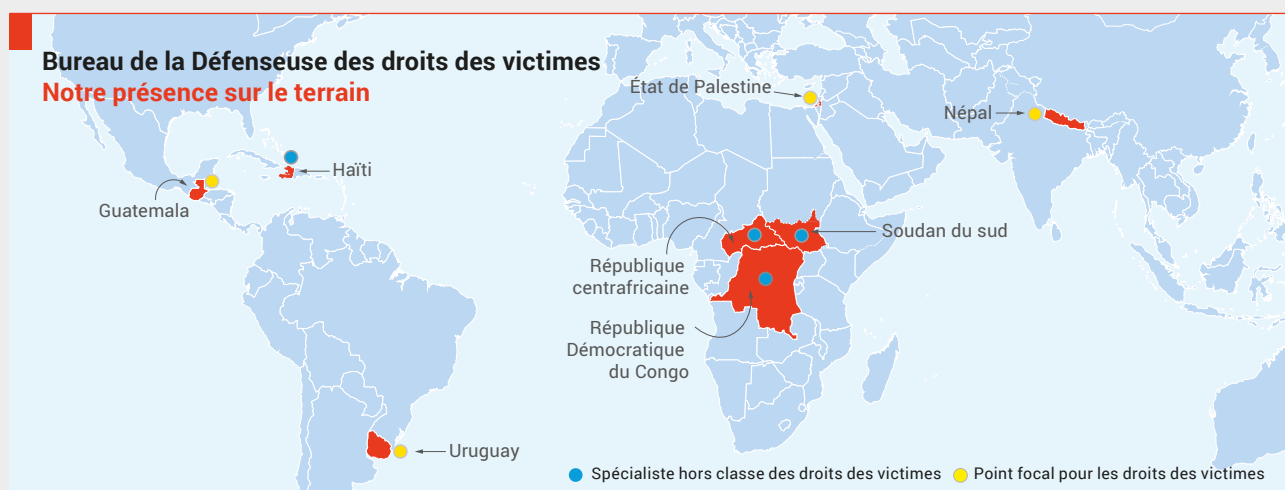 Bureau de la Défenseuse des droits des victimes
Notre présence sur le terrain
État de Palestine
Népal
Haïti
Guatemala
Soudan du sud
République
centrafricaine
République
Démocratique
du Congo
Uruguay
Spécialiste hors classe des droits des victimes
Point focal pour les droits des victimes